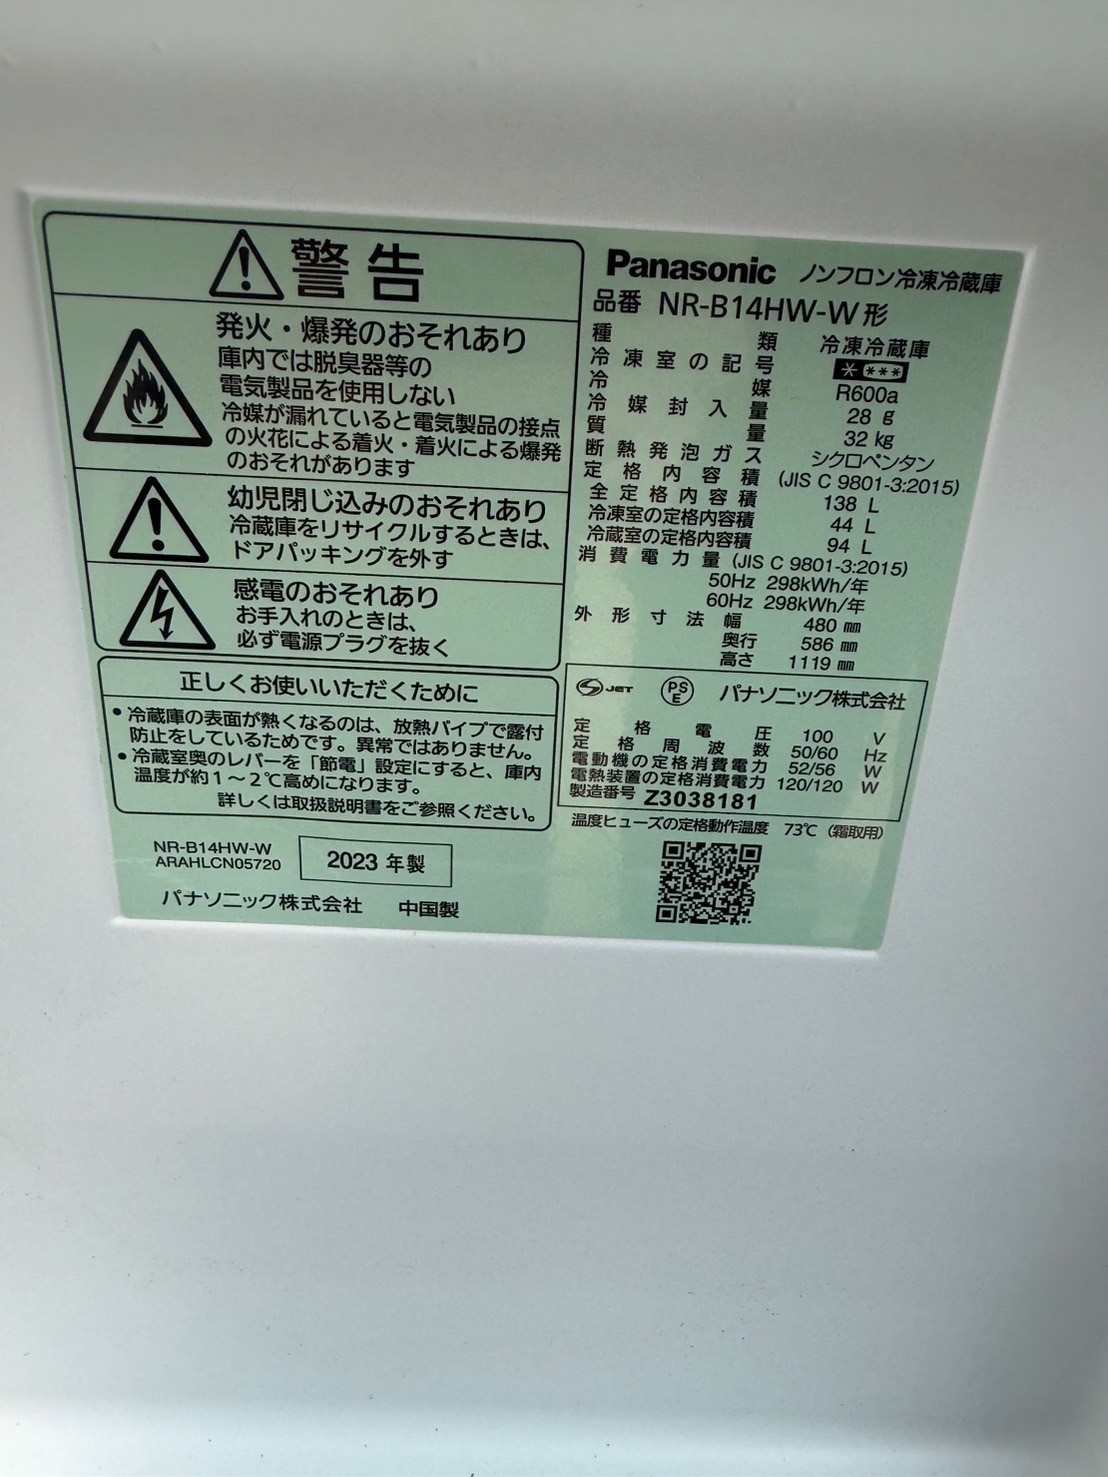 警告
発火・爆発のおそれあり
庫内では脱臭器等の
電気製品を使用しない
冷媒が漏れていると電気製品の接点
の火花による着火・着火による爆発
のおそれがあります
幼児閉じ込みのおそれあり
冷蔵庫をリサイクルするときは、
ドアパッキングを外す
感電のおそれあり
お手入れのときは、
必ず電源プラグを抜く
正しくお使いいただくために
• 冷蔵庫の表面が熱くなるのは、放熱パイプで露付
防止をしているためです。異常ではありません。
• 冷蔵室奥のレバーを「節電」設定にすると、庫内
温度が約1～2℃高めになります。
詳しくは取扱説明書をご参照ください。
NR-B14HW-W
ARAHLCN05720
2023 年製
パナソニック株式会社 中国製
Panasonic ノンフロン冷凍冷蔵庫
品番 NR-B14HW-W形
種類 冷凍冷蔵庫
冷凍室の記号 * ***
冷媒 R600a
冷媒封入量 28 g
質量 32 kg
断熱発泡ガス シクロペンタン
定格内容積 (JIS C 9801-3:2015)
全定格内容積 138 L
冷凍室の定格内容積 44 L
冷蔵室の定格内容積 94 L
消費電力量 (JIS C 9801-3:2015)
50Hz 298kWh/年
60Hz 298kWh/年
外形寸法 幅 480 mm
奥行 586 mm
高さ 1119 mm
JET PSE パナソニック株式会社
定格電圧 100 V
定格周波数 50/60 Hz
電動機の定格消費電力 52/56 W
電熱装置の定格消費電力 120/120 W
製造番号 Z3038181
温度ヒューズの定格動作温度 73℃（霜取用）